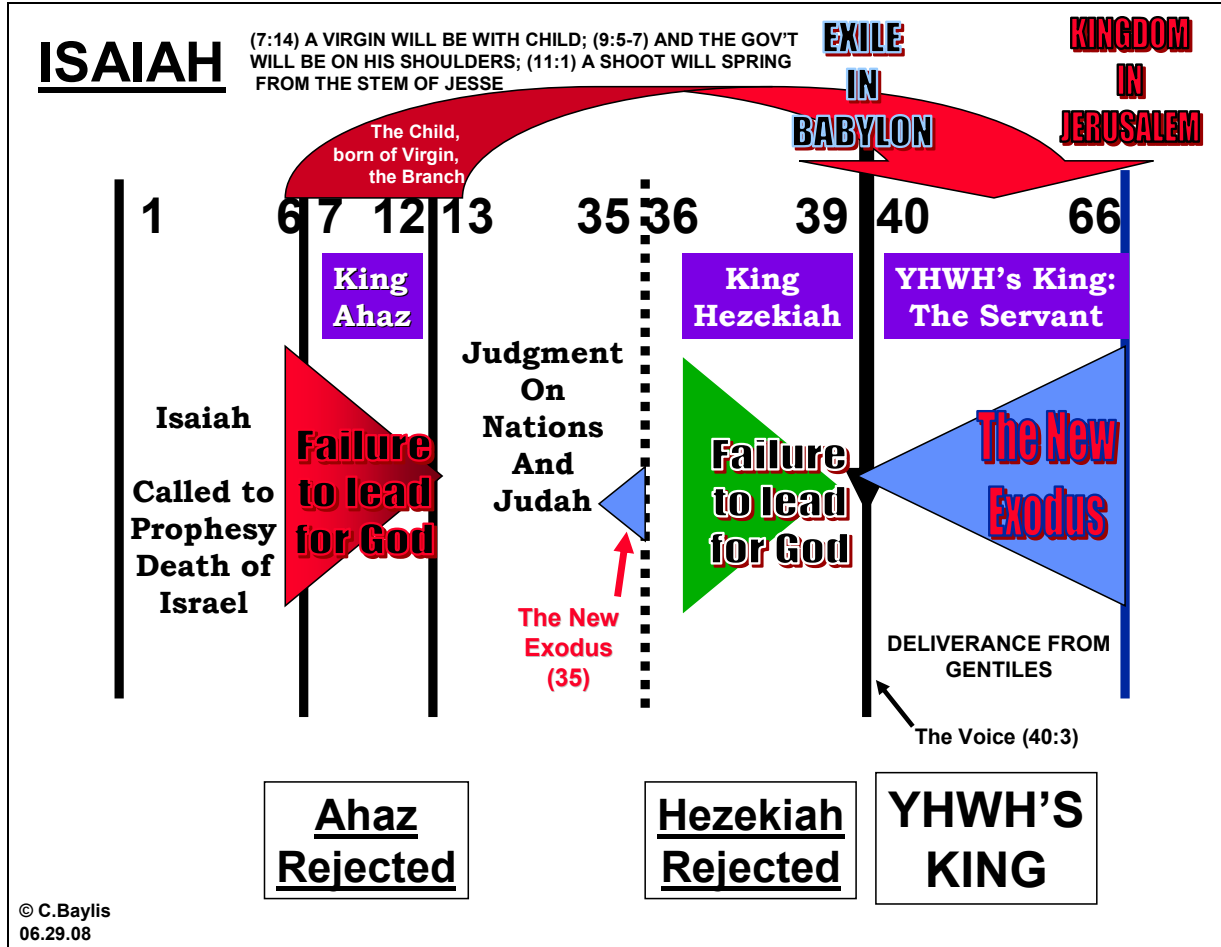 ISAIAH
(7:14) A VIRGIN WILL BE WITH CHILD; (9:5-7) AND THE GOV'T
WILL BE ON HIS SHOULDERS; (11:1) A SHOOT WILL SPRING
FROM THE STEM OF JESSE
EXILE
IN
BABYLON
KINGDOM
IN
JERUSALEM
The Child,
born of Virgin,
the Branch
1 6 7 12 13 35 36 39 40 66
King
Ahaz
King
Hezekiah
YHWH's King:
The Servant
Isaiah
Called to
Prophesy
Death of
Israel
Failure
to lead
for God
Judgment
On
Nations
And
Judah
The New
Exodus
(35)
Failure
to lead
for God
The New
Exodus
DELIVERANCE FROM
GENTILES
The Voice (40:3)
Ahaz
Rejected
Hezekiah
Rejected
YHWH'S
KING
© C.Baylis
06.29.08